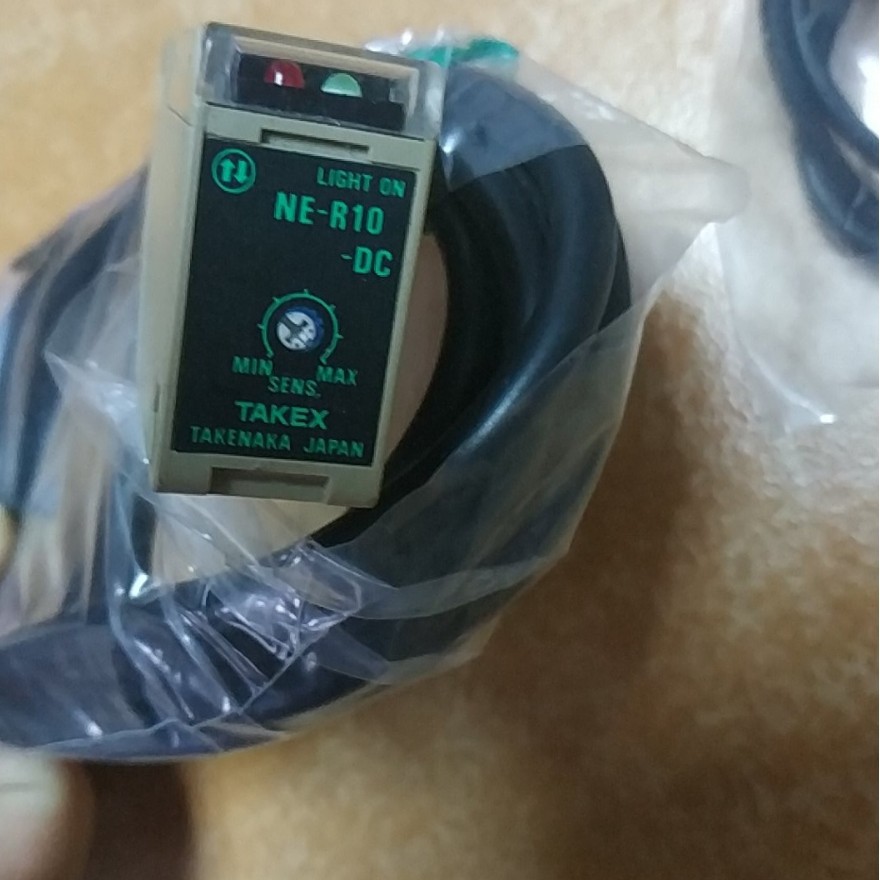 LIGHT ON
NE-R10
-DC
MIN MAX
SENS.
TAKEX
TAKENAKA JAPAN